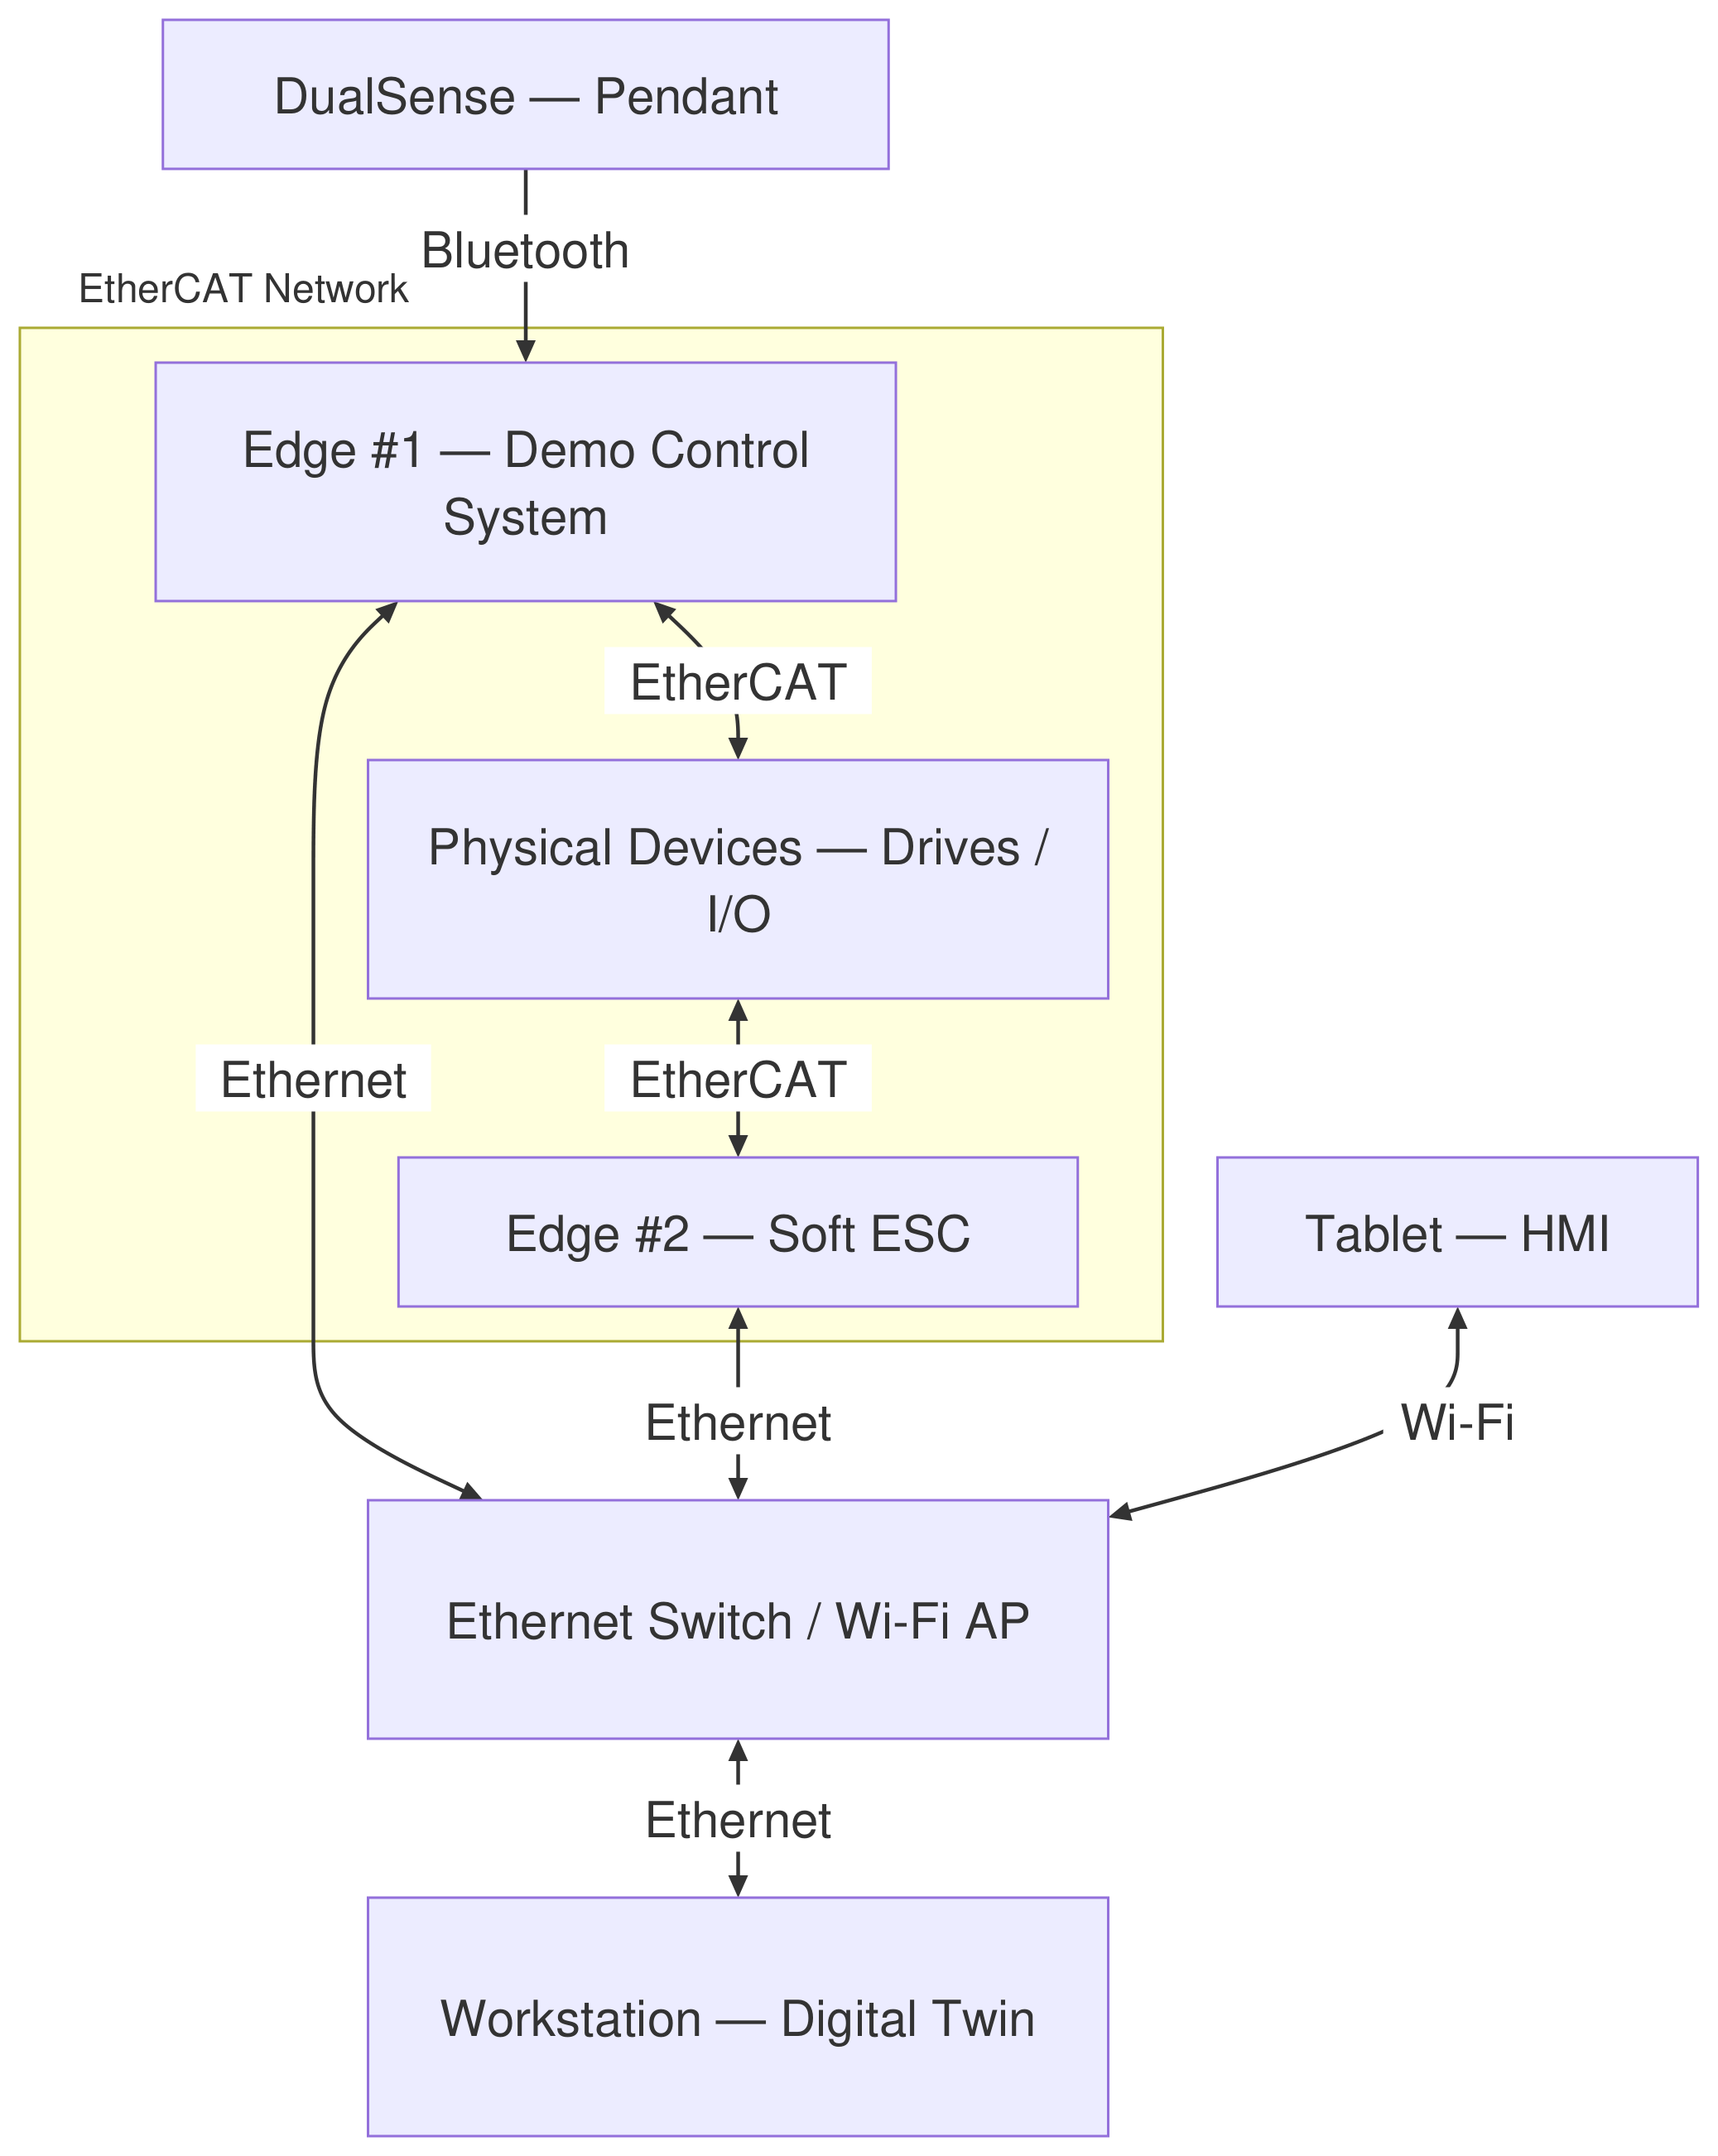 DualSense — Pendant
Bluetooth
EtherCAT Network
Edge #1 — Demo Control
System
EtherCAT
Physical Devices — Drives /
I/O
Ethernet
EtherCAT
Edge #2 — Soft ESC
Tablet — HMI
Ethernet
Wi-Fi
Ethernet Switch / Wi-Fi AP
Ethernet
Workstation — Digital Twin